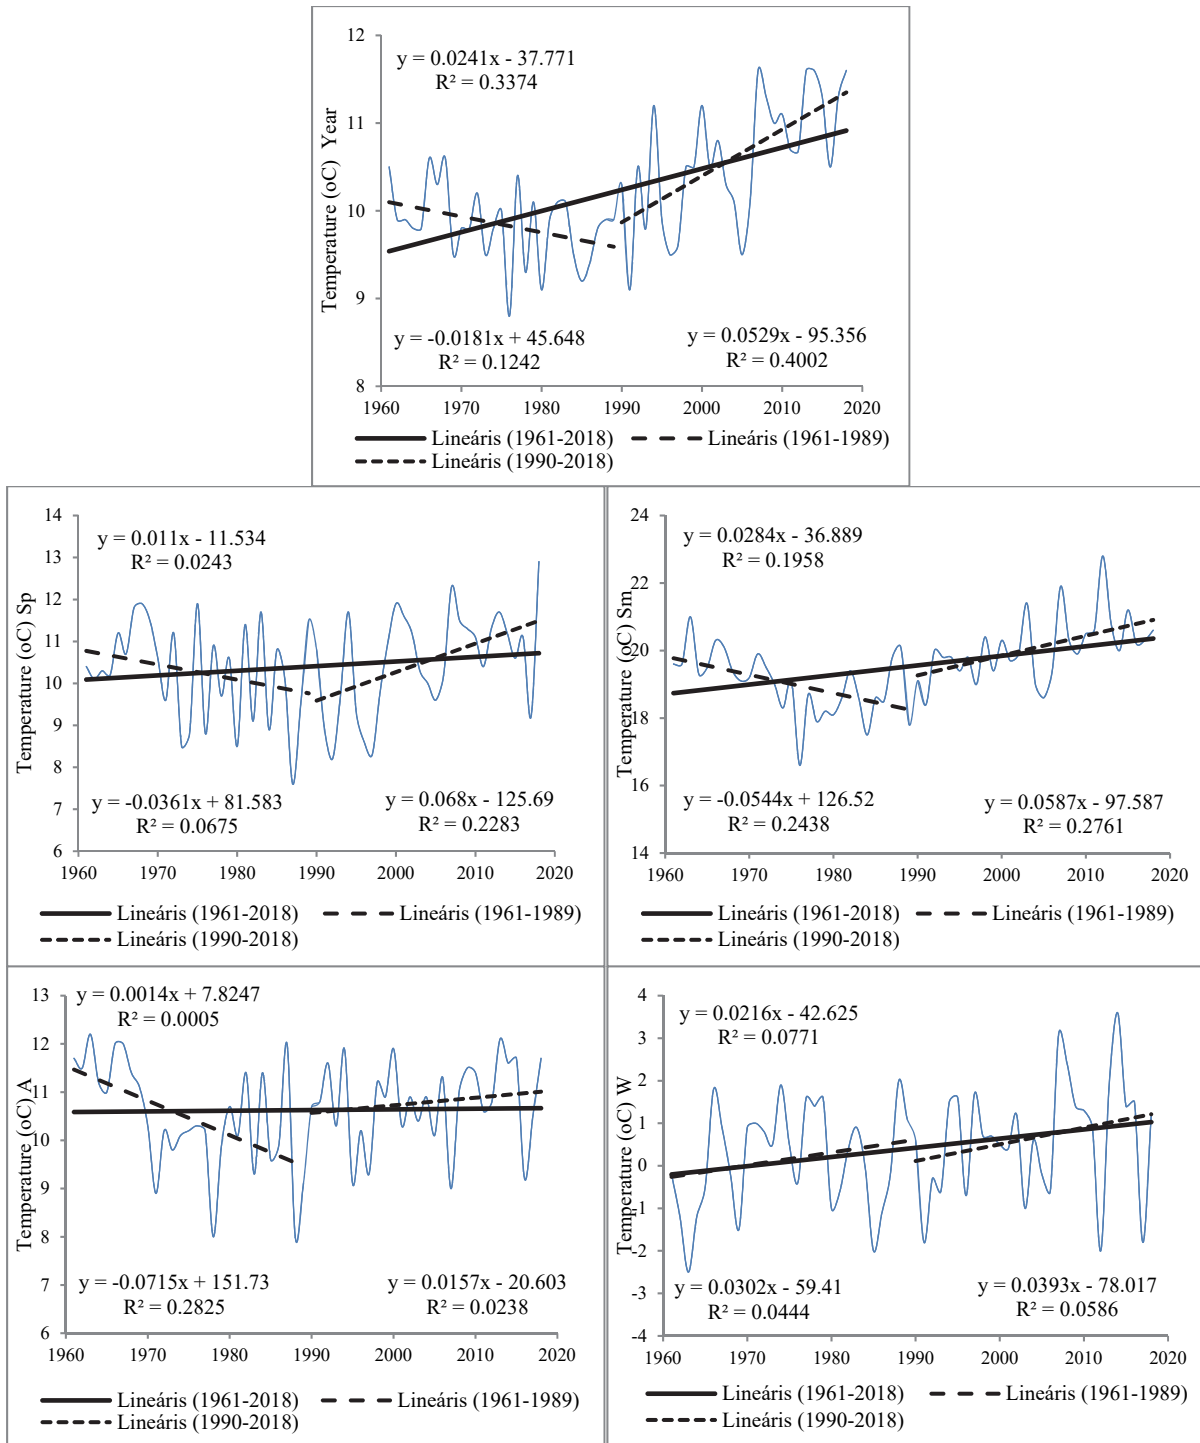 12
y = 0.0241x - 37.771
R² = 0.3374
11
10
9
Temperature (oC)  Year
y = -0.0181x + 45.648
R² = 0.1242
y = 0.0529x - 95.356
R² = 0.4002
8
1960 1970 1980 1990 2000 2010 2020
Lineáris (1961-2018) Lineáris (1961-1989)
Lineáris (1990-2018)
14
y = 0.011x - 11.534
R² = 0.0243
13
12
11
10
9
8
7
6
Temperature (oC) Sp
y = -0.0361x + 81.583
R² = 0.0675
y = 0.068x - 125.69
R² = 0.2283
1960 1970 1980 1990 2000 2010 2020
Lineáris (1961-2018) Lineáris (1961-1989)
Lineáris (1990-2018)
24
y = 0.0284x - 36.889
R² = 0.1958
22
20
18
16
14
Temperature (oC) Sm
y = -0.0544x + 126.52
R² = 0.2438
y = 0.0587x - 97.587
R² = 0.2761
1960 1970 1980 1990 2000 2010 2020
Lineáris (1961-2018) Lineáris (1961-1989)
Lineáris (1990-2018)
13
y = 0.0014x + 7.8247
R² = 0.0005
12
11
10
9
8
7
6
Temperature (oC) A
y = -0.0715x + 151.73
R² = 0.2825
y = 0.0157x - 20.603
R² = 0.0238
1960 1970 1980 1990 2000 2010 2020
Lineáris (1961-2018) Lineáris (1961-1989)
Lineáris (1990-2018)
4
y = 0.0216x - 42.625
R² = 0.0771
3
2
1
0
-1
-2
-3
-4
Temperature (oC) W
y = 0.0302x - 59.41
R² = 0.0444
y = 0.0393x - 78.017
R² = 0.0586
1960 1970 1980 1990 2000 2010 2020
Lineáris (1961-2018) Lineáris (1961-1989)
Lineáris (1990-2018)